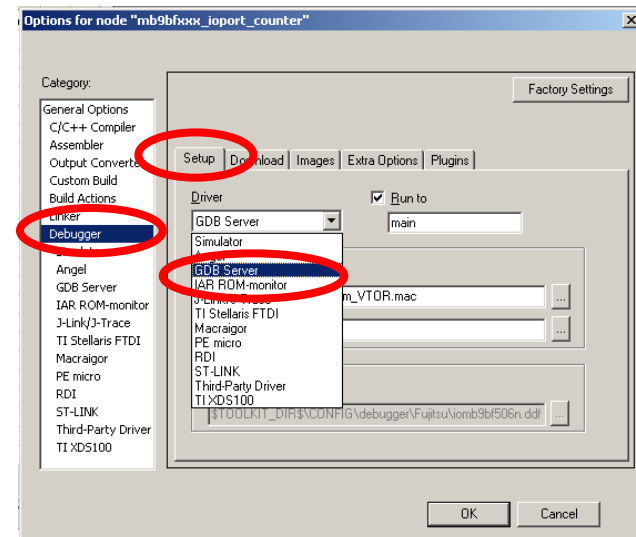 Options for node "mb9bfxxx_ioport_counter"
Category:
Factory Settings
General Options
C/C++ Compiler
Assembler
Output Converte
Custom Build
Build Actions
Linker
Debugger
Simulator
Angel
GDB Server
IAR ROM-monitor
J-Link/J-Trace
TI Stellaris FTDI
Macraigor
PE micro
RDI
ST-LINK
Third-Party Driver
TI XDS100
Setup Download Images Extra Options Plugins
Driver
Run to
GDB Server
main
Simulator
Angel
GDB Server
IAR ROM-monitor
J-Link/J-Trace
TI Stellaris FTDI
Macraigor
PE micro
RDI
ST-LINK
Third-Party Driver
TI XDS100
m_VTOR.mac
...
...
$TOOLKIT_DIR$\CONFIG\debugger\Fujitsu\iomb9bf506n.ddf
...
OK
Cancel